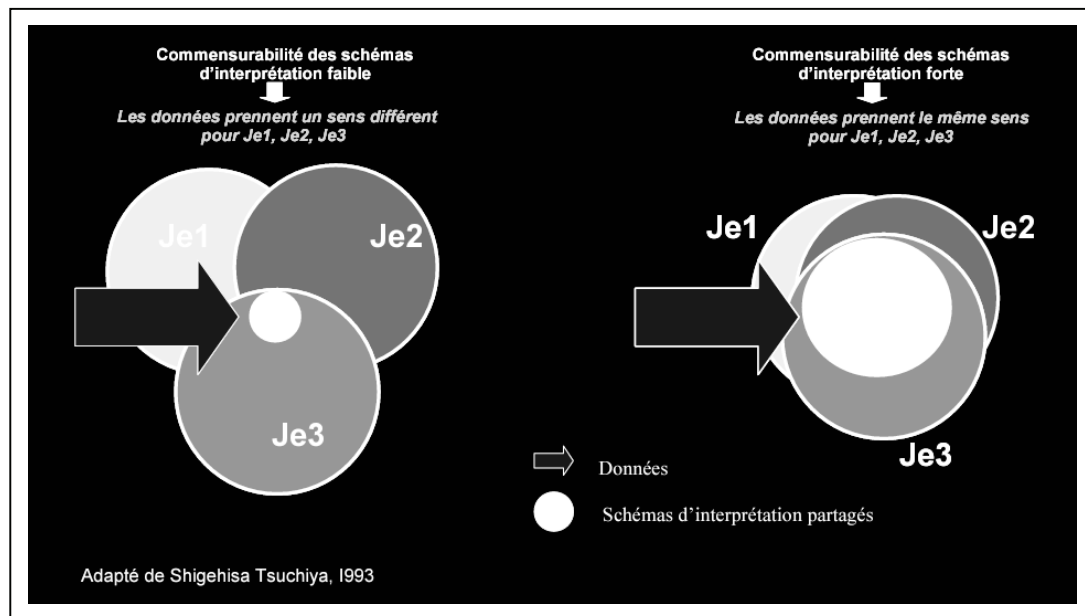 Commensurabilité des schémas
d'interprétation faible
Les données prennent un sens différent
pour Je1, Je2, Je3
Je1
Je2
Je3
Commensurabilité des schémas
d'interprétation forte
Les données prennent le même sens
pour Je1, Je2, Je3
Je1
Je2
Je3
Données
Schémas d'interprétation partagés
Adapté de Shigehisa Tsuchiya, I993